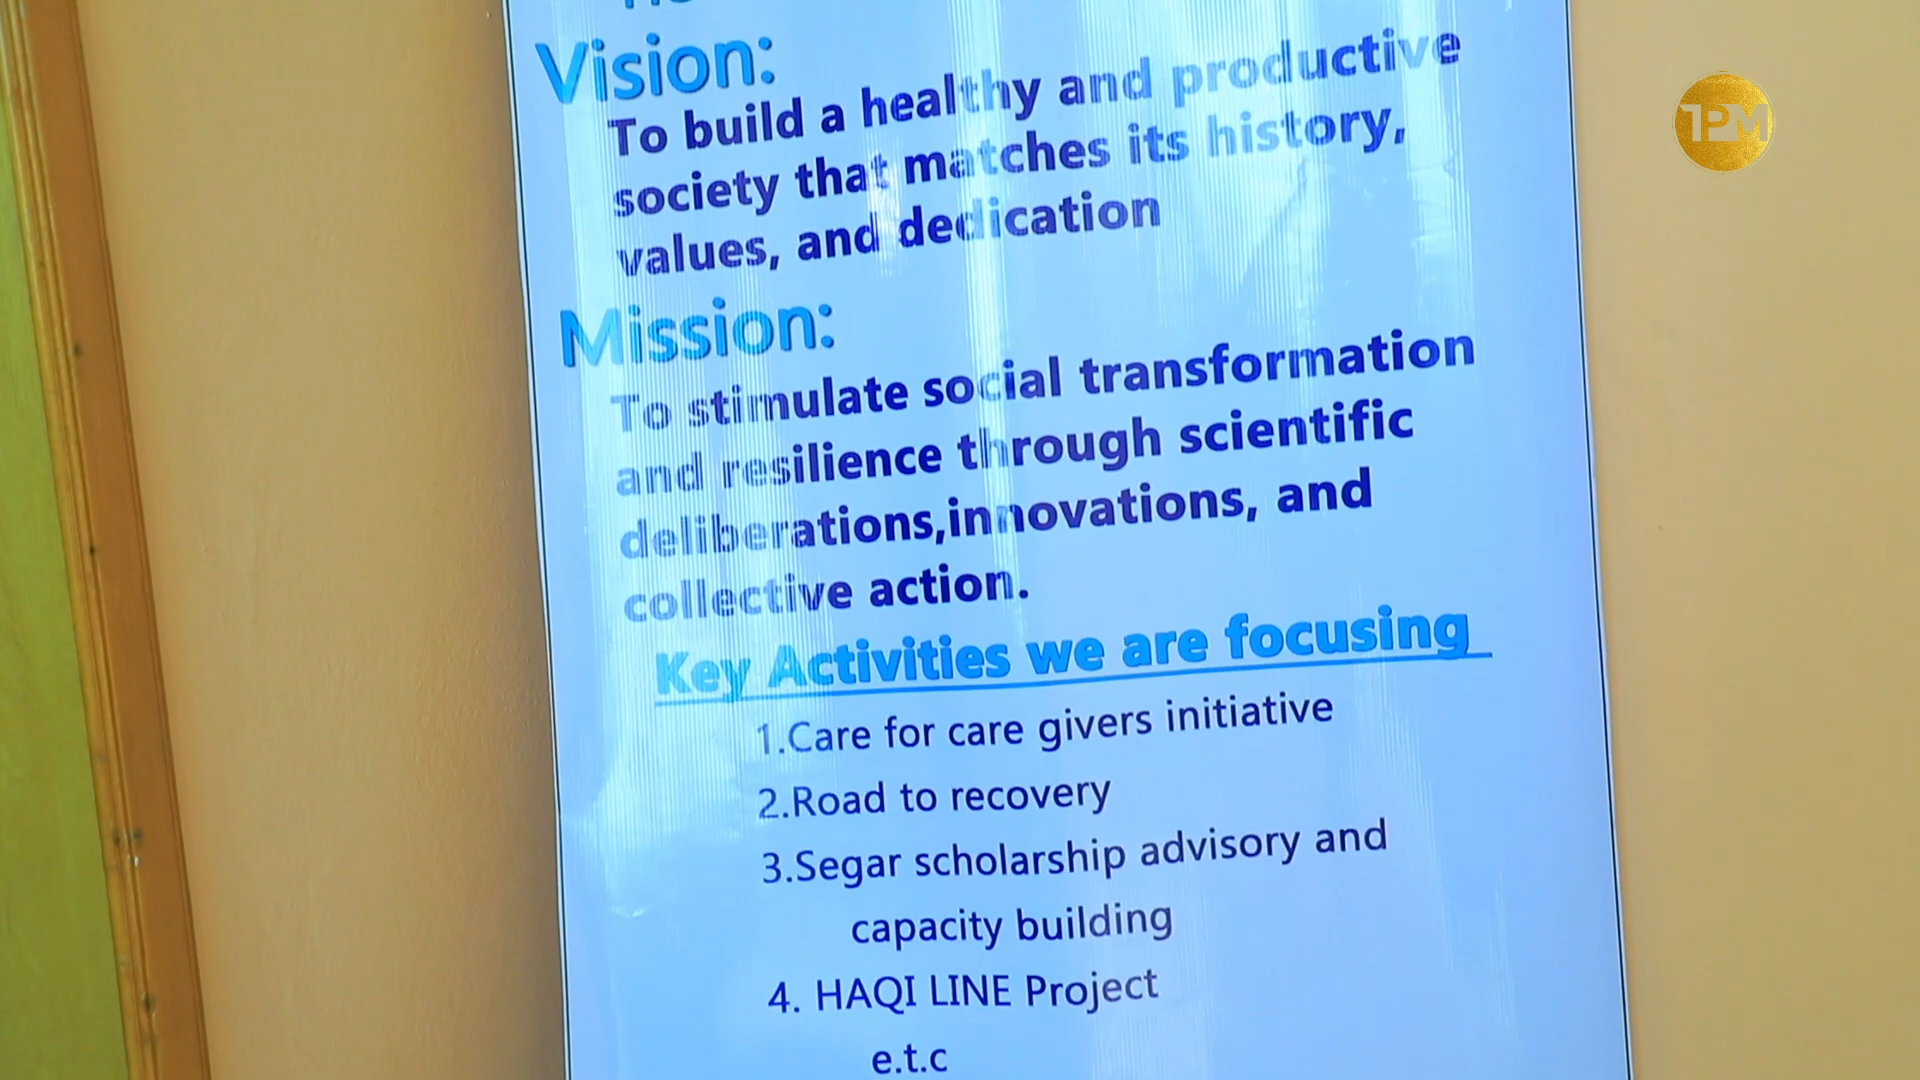 Vision:
To build a healthy and productive
society that matches its history,
values, and dedication
Mission:
To stimulate social transformation
and resilience through scientific
deliberations,innovations, and
collective action.
Key Activities we are focusing
1.Care for care givers initiative
2.Road to recovery
3.Segar scholarship advisory and
capacity building
4. HAQI LINE Project
e.t.c
TPM